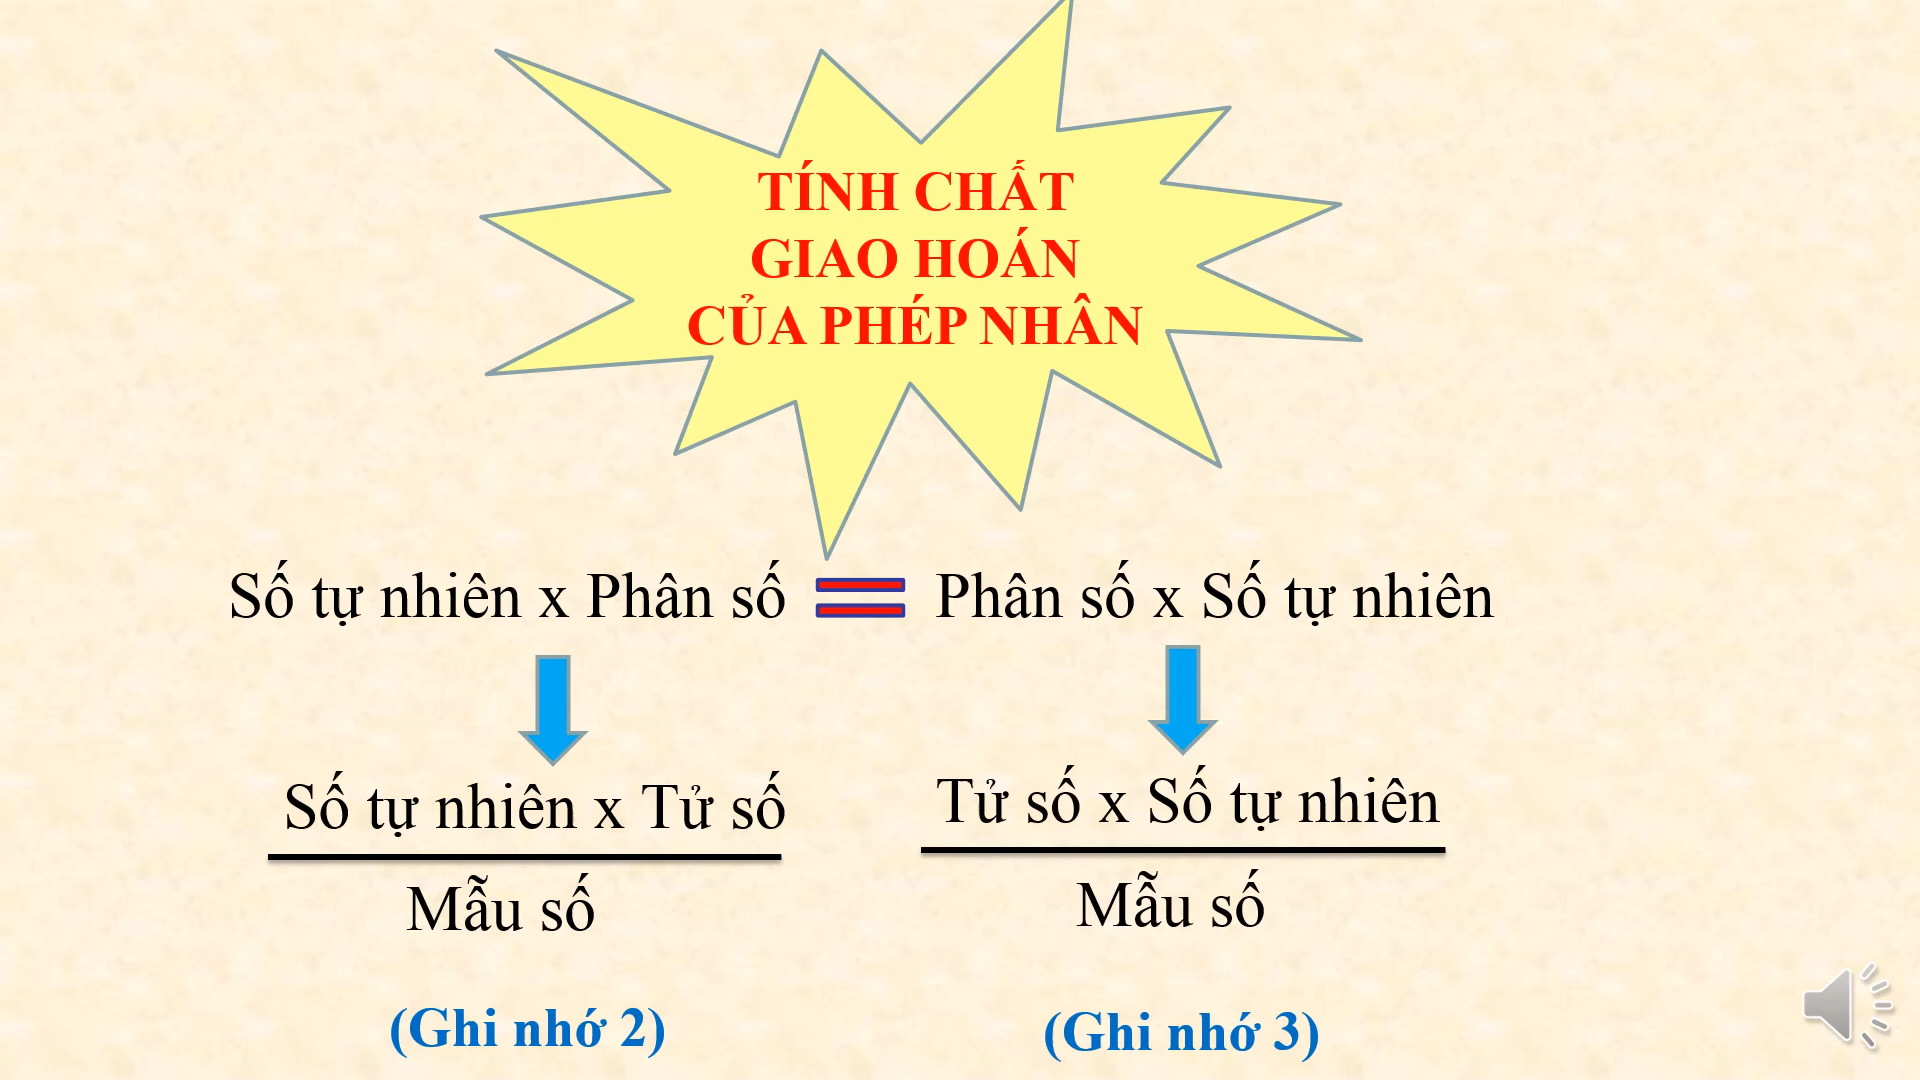 TÍNH CHẤT
GIAO HOÁN
CỦA PHÉP NHÂN
Số tự nhiên x Phân số = Phân số x Số tự nhiên
Số tự nhiên x Tử số
Mẫu số
(Ghi nhớ 2)
Tử số x Số tự nhiên
Mẫu số
(Ghi nhớ 3)